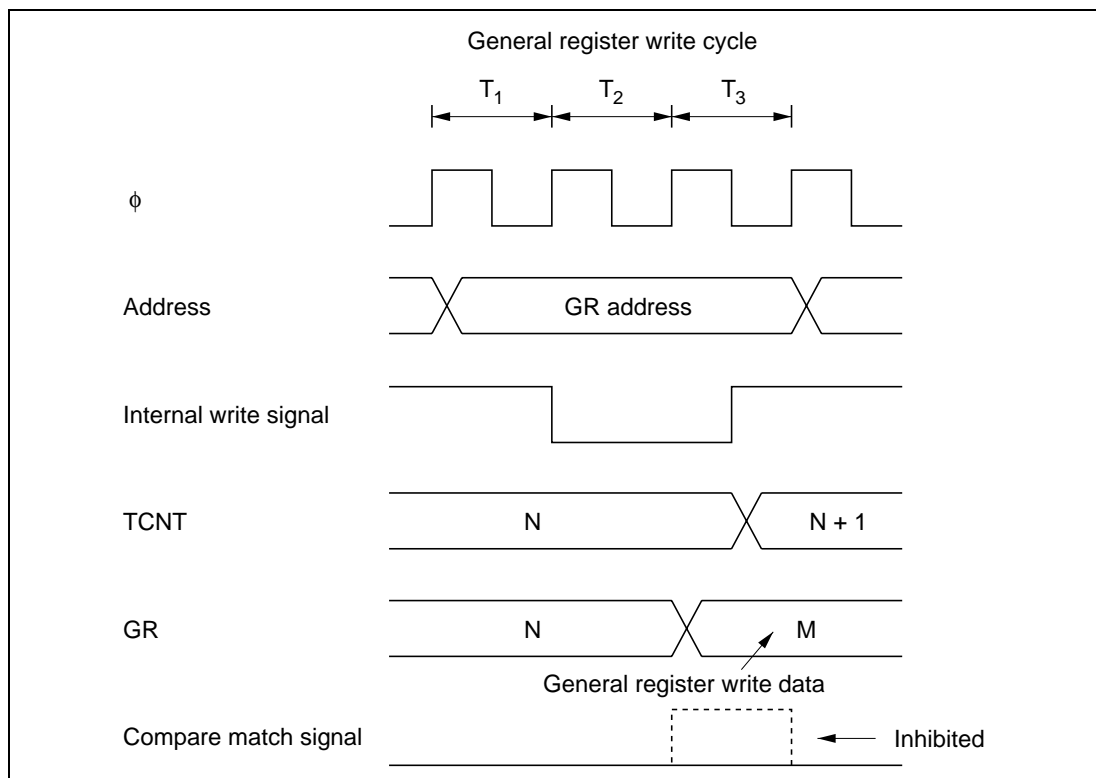 General register write cycle
T1 T2 T3
ϕ
Address GR address
Internal write signal
TCNT N N + 1
GR N M
General register write data
Compare match signal Inhibited